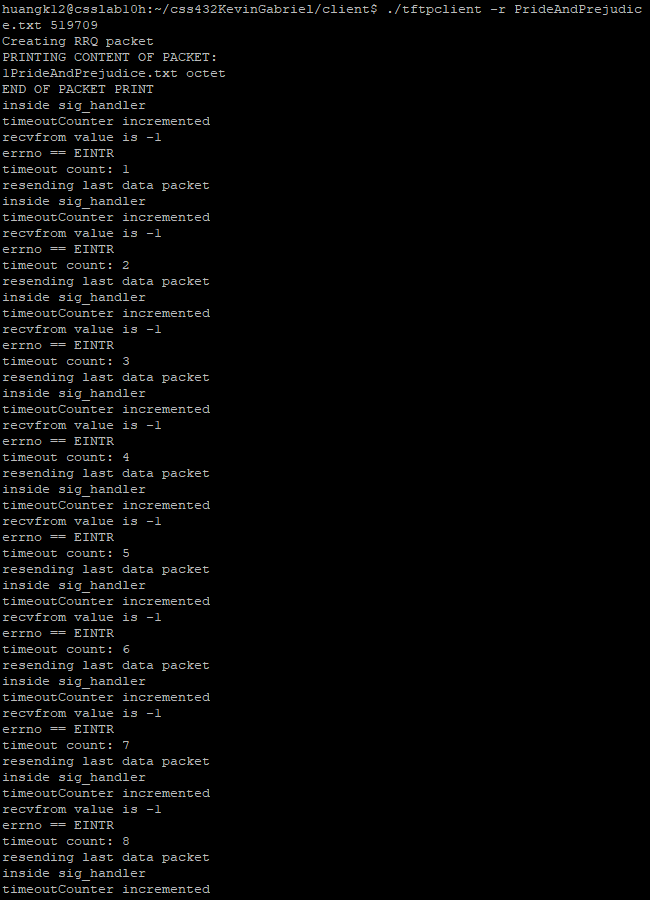 huangk12@csslab10h:~/css432KevinGabriel/client$ ./tftpclient -r PrideAndPrejudic
e.txt 519709
Creating RRQ packet
PRINTING CONTENT OF PACKET:
1PrideAndPrejudice.txt octet
END OF PACKET PRINT
inside sig_handler
timeoutCounter incremented
recvfrom value is -1
errno == EINTR
timeout count: 1
resending last data packet
inside sig_handler
timeoutCounter incremented
recvfrom value is -1
errno == EINTR
timeout count: 2
resending last data packet
inside sig_handler
timeoutCounter incremented
recvfrom value is -1
errno == EINTR
timeout count: 3
resending last data packet
inside sig_handler
timeoutCounter incremented
recvfrom value is -1
errno == EINTR
timeout count: 4
resending last data packet
inside sig_handler
timeoutCounter incremented
recvfrom value is -1
errno == EINTR
timeout count: 5
resending last data packet
inside sig_handler
timeoutCounter incremented
recvfrom value is -1
errno == EINTR
timeout count: 6
resending last data packet
inside sig_handler
timeoutCounter incremented
recvfrom value is -1
errno == EINTR
timeout count: 7
resending last data packet
inside sig_handler
timeoutCounter incremented
recvfrom value is -1
errno == EINTR
timeout count: 8
resending last data packet
inside sig_handler
timeoutCounter incremented